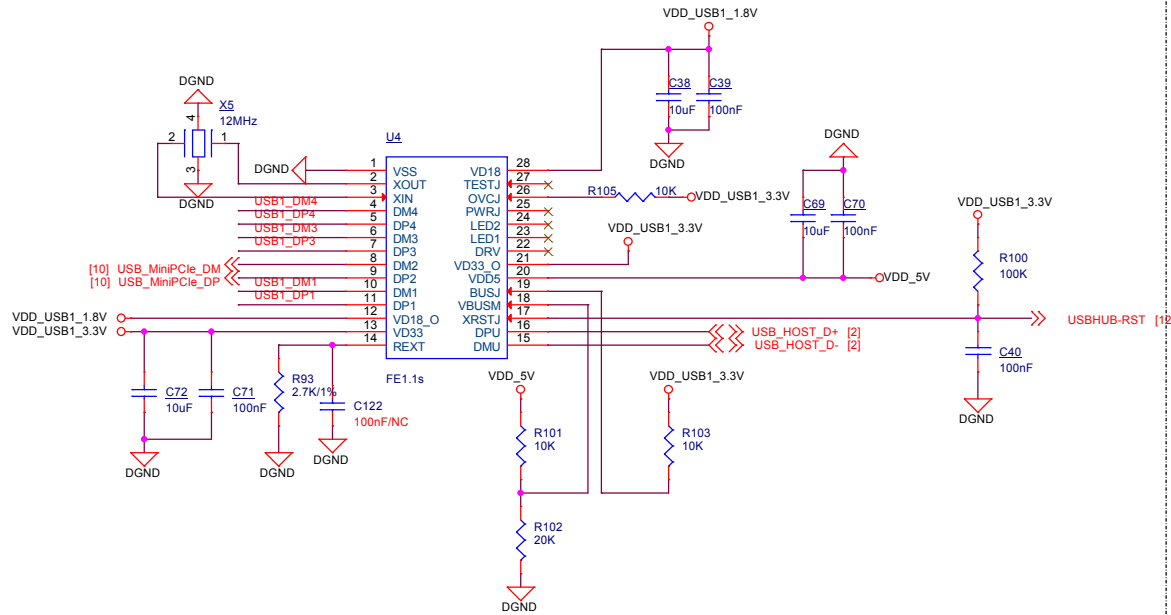 VDD_USB1_1.8V
C38
10uF
C39
100nF
DGND
DGND
X5
12MHz
4
2
1
3
DGND
U4
DGND
1
VSS
2
XOUT
3
XIN
USB1_DM4
4
DM4
USB1_DP4
5
DP4
USB1_DM3
6
DM3
USB1_DP3
7
DP3
[10] USB_MiniPCIe_DM
8
DM2
[10] USB_MiniPCIe_DP
9
DP2
USB1_DM1
10
DM1
USB1_DP1
11
DP1
VDD_USB1_1.8V
12
VD18_O
VDD_USB1_3.3V
13
VD33
14
REXT
FE1.1s
VD18
28
TESTJ
27
OVCJ
26
PWRJ
25
LED2
24
LED1
23
DRV
22
VD33_O
21
VDD5
20
BUSJ
19
VBUSM
18
XRSTJ
17
DPU
16
DMU
15
R105
10K
VDD_USB1_3.3V
VDD_USB1_3.3V
DGND
C69
10uF
C70
100nF
VDD_5V
VDD_USB1_3.3V
R100
100K
USBHUB-RST [12
C40
100nF
DGND
USB_HOST_D+ [2]
USB_HOST_D- [2]
C72
10uF
C71
100nF
DGND
R93
2.7K/1%
DGND
C122
100nF/NC
DGND
VDD_5V
R101
10K
R102
20K
DGND
VDD_USB1_3.3V
R103
10K